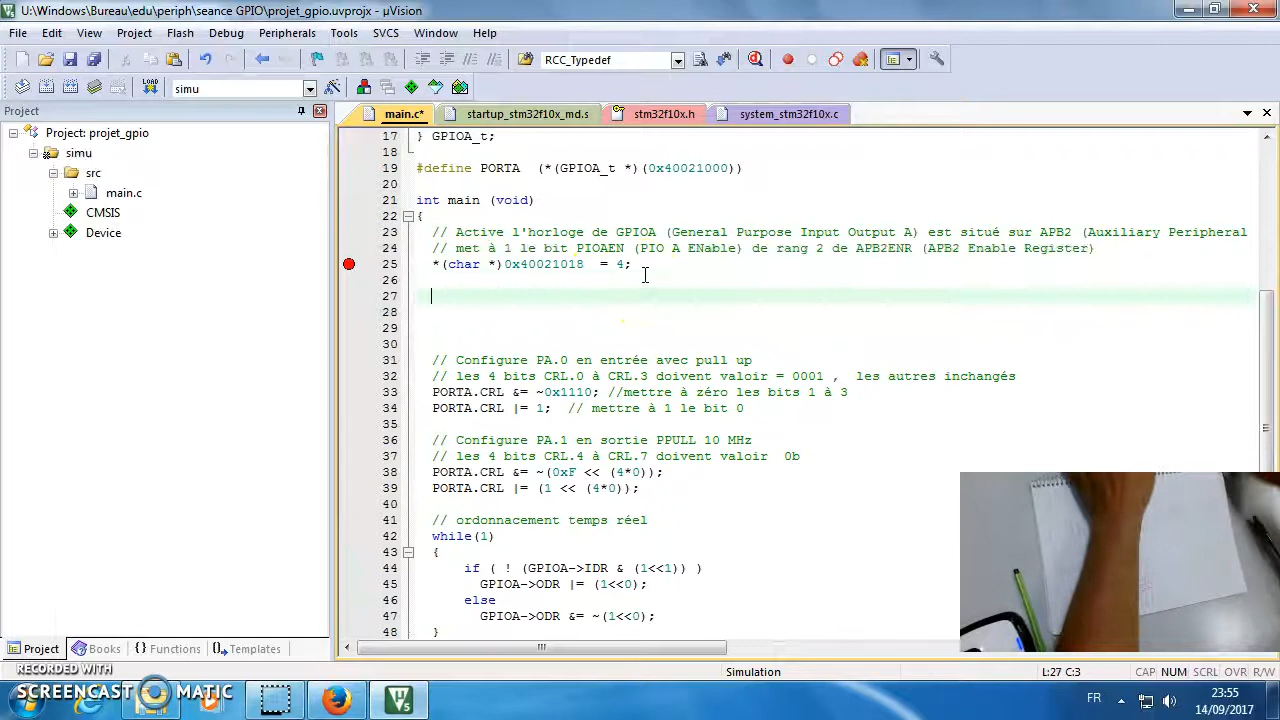 U:\Windows\Bureau\edu\periph\seance GPIO\projet_gpio.uvprojx - µVision
File Edit View Project Flash Debug Peripherals Tools SVCS Window Help
RCC_Typedef
LOAD simu
Project
Project: projet_gpio
simu
src
main.c
CMSIS
Device
main.c* startup_stm32f10x_md.s stm32f10x.h system_stm32f10x.c
17 } GPIOA_t;
18
19 #define PORTA (*(GPIOA_t *)(0x40021000))
20
21 int main (void)
22 {
23 // Active l'horloge de GPIOA (General Purpose Input Output A) est situé sur APB2 (Auxiliary Peripheral
24 // met à 1 le bit PIOAEN (PIO A ENable) de rang 2 de APB2ENR (APB2 Enable Register)
25 *(char *)0x40021018 = 4;
26
27
28
29
30
31 // Configure PA.0 en entrée avec pull up
32 // les 4 bits CRL.0 à CRL.3 doivent valoir = 0001 , les autres inchangés
33 PORTA.CRL &= ~0x1110; //mettre à zéro les bits 1 à 3
34 PORTA.CRL |= 1; // mettre à 1 le bit 0
35
36 // Configure PA.1 en sortie PPULL 10 MHz
37 // les 4 bits CRL.4 à CRL.7 doivent valoir 0b
38 PORTA.CRL &= ~(0xF << (4*0));
39 PORTA.CRL |= (1 << (4*0));
40
41 // ordonnacement temps réel
42 while(1)
43 {
44 if ( ! (GPIOA->IDR & (1<<1)) )
45 GPIOA->ODR |= (1<<0);
46 else
47 GPIOA->ODR &= ~(1<<0);
48 }
Project Books Functions Templates
Simulation L:27 C:3 CAP NUM SCRL OVR R/W
RECORDED WITH
SCREENCAST MATIC
FR 23:55
14/09/2017